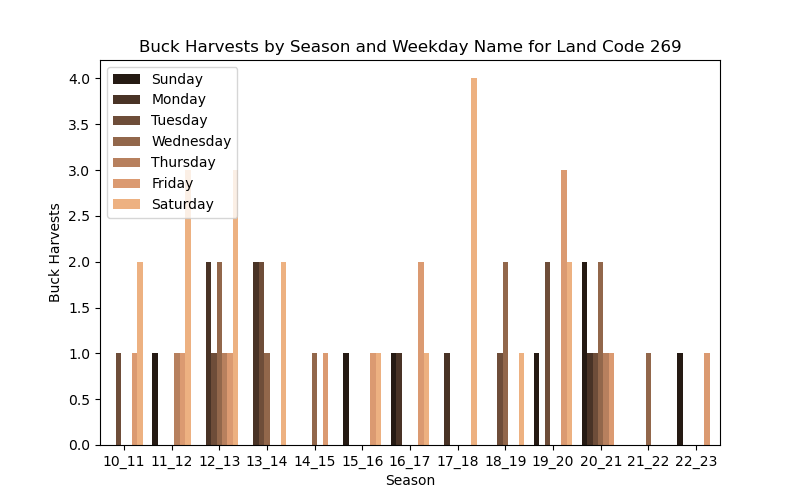 Buck Harvests by Season and Weekday Name for Land Code 269
Sunday
Monday
Tuesday
Wednesday
Thursday
Friday
Saturday
4.0
3.5
3.0
2.5
2.0
1.5
1.0
0.5
0.0
Buck Harvests
10_11 11_12 12_13 13_14 14_15 15_16 16_17 17_18 18_19 19_20 20_21 21_22 22_23
Season